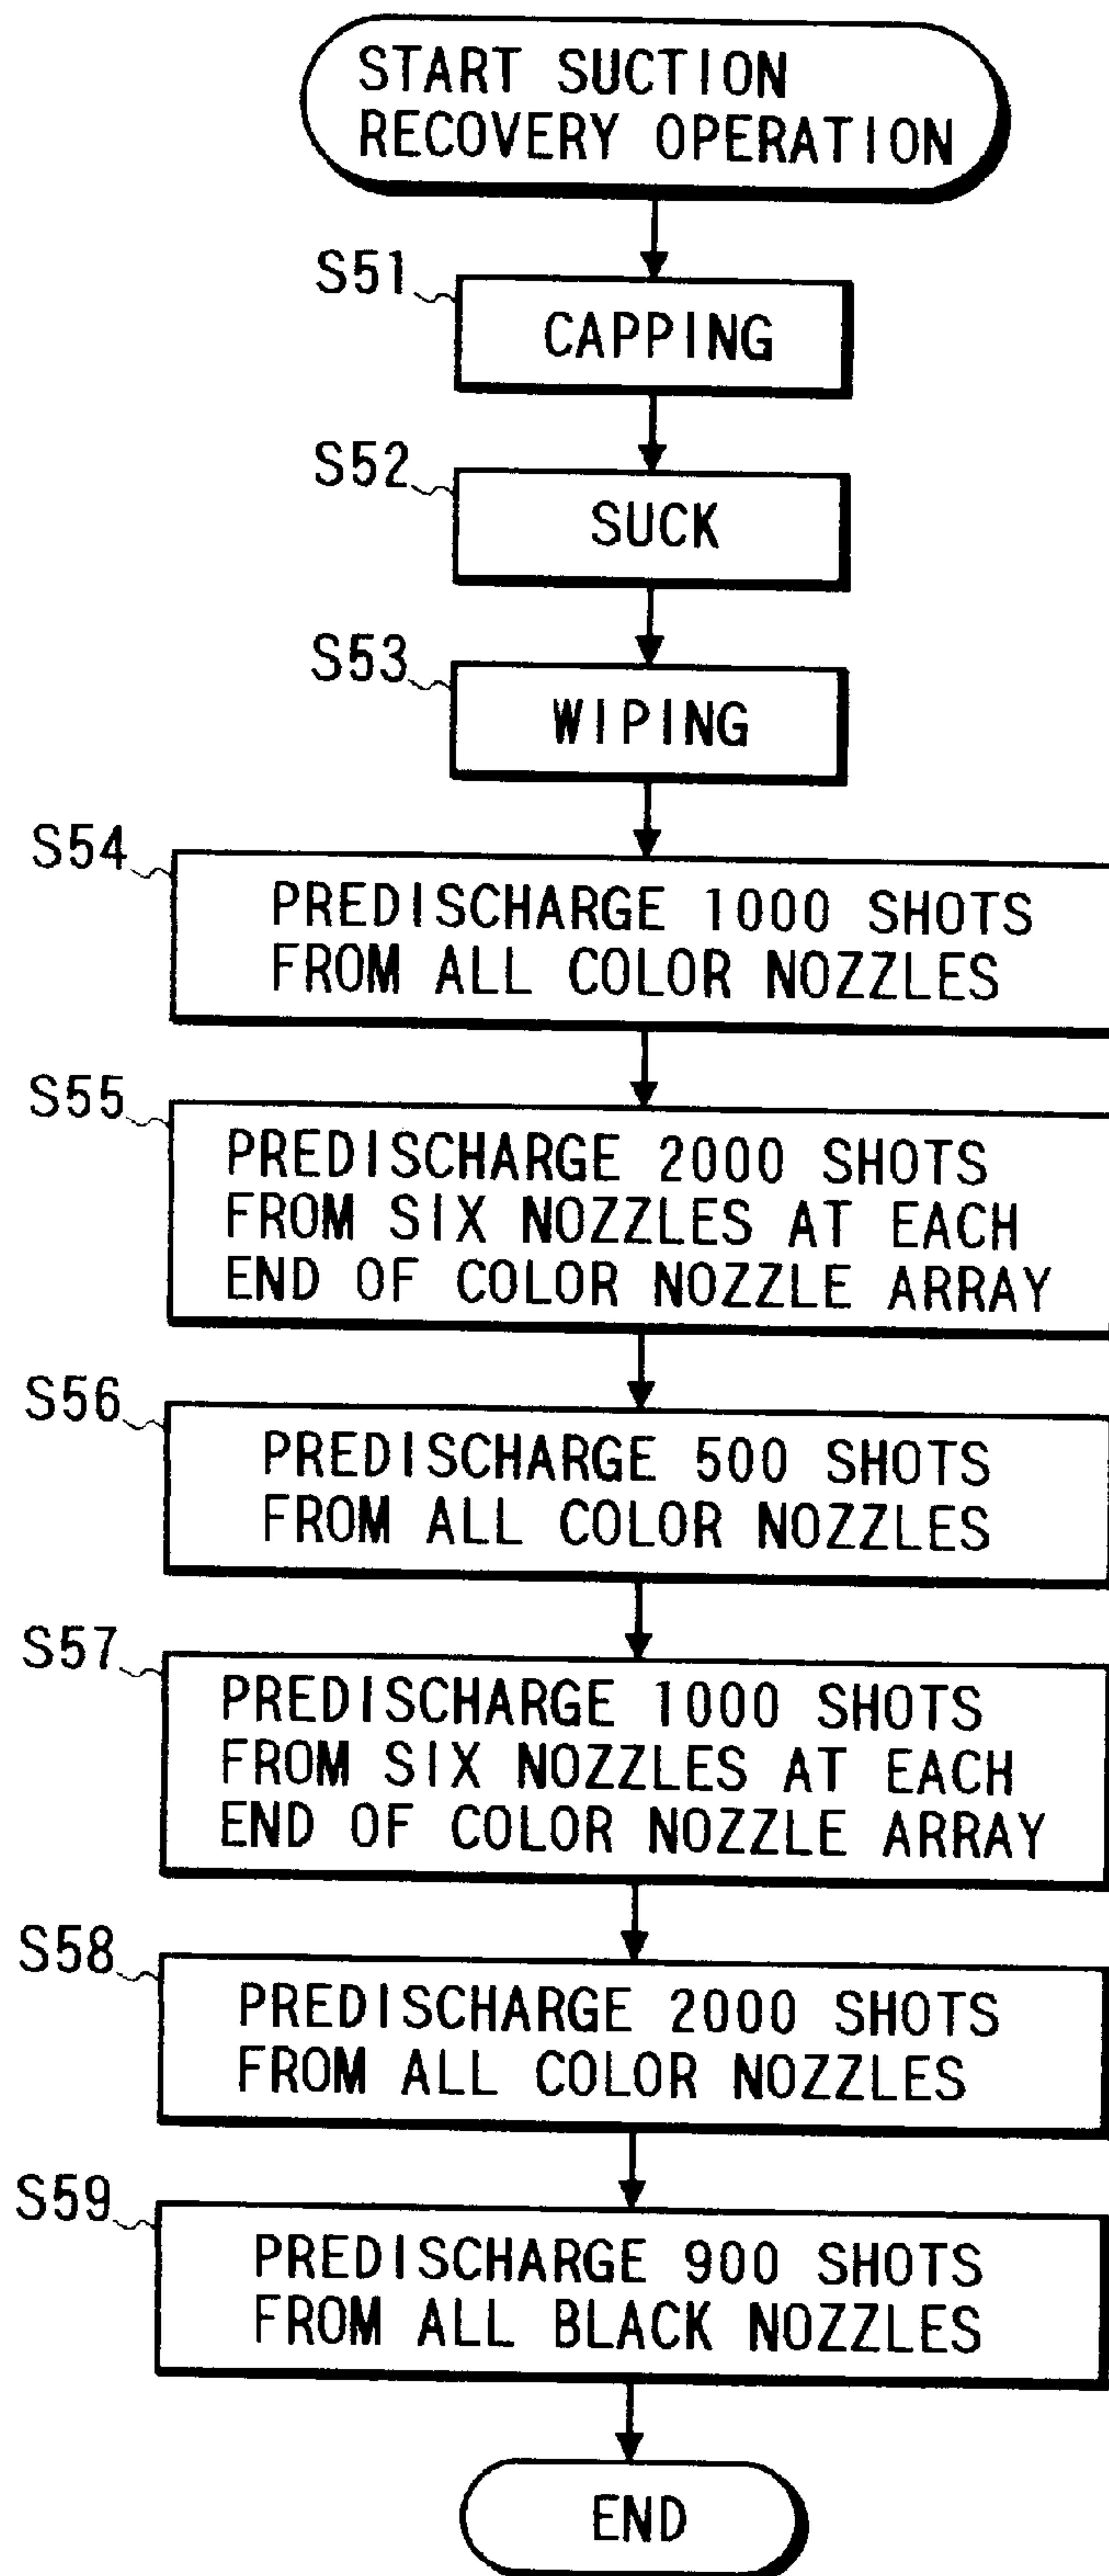 START SUCTION
RECOVERY OPERATION
S51
CAPPING
S52
SUCK
S53
WIPING
S54
PREDISCHARGE 1000 SHOTS
FROM ALL COLOR NOZZLES
S55
PREDISCHARGE 2000 SHOTS
FROM SIX NOZZLES AT EACH
END OF COLOR NOZZLE ARRAY
S56
PREDISCHARGE 500 SHOTS
FROM ALL COLOR NOZZLES
S57
PREDISCHARGE 1000 SHOTS
FROM SIX NOZZLES AT EACH
END OF COLOR NOZZLE ARRAY
S58
PREDISCHARGE 2000 SHOTS
FROM ALL COLOR NOZZLES
S59
PREDISCHARGE 900 SHOTS
FROM ALL BLACK NOZZLES
END